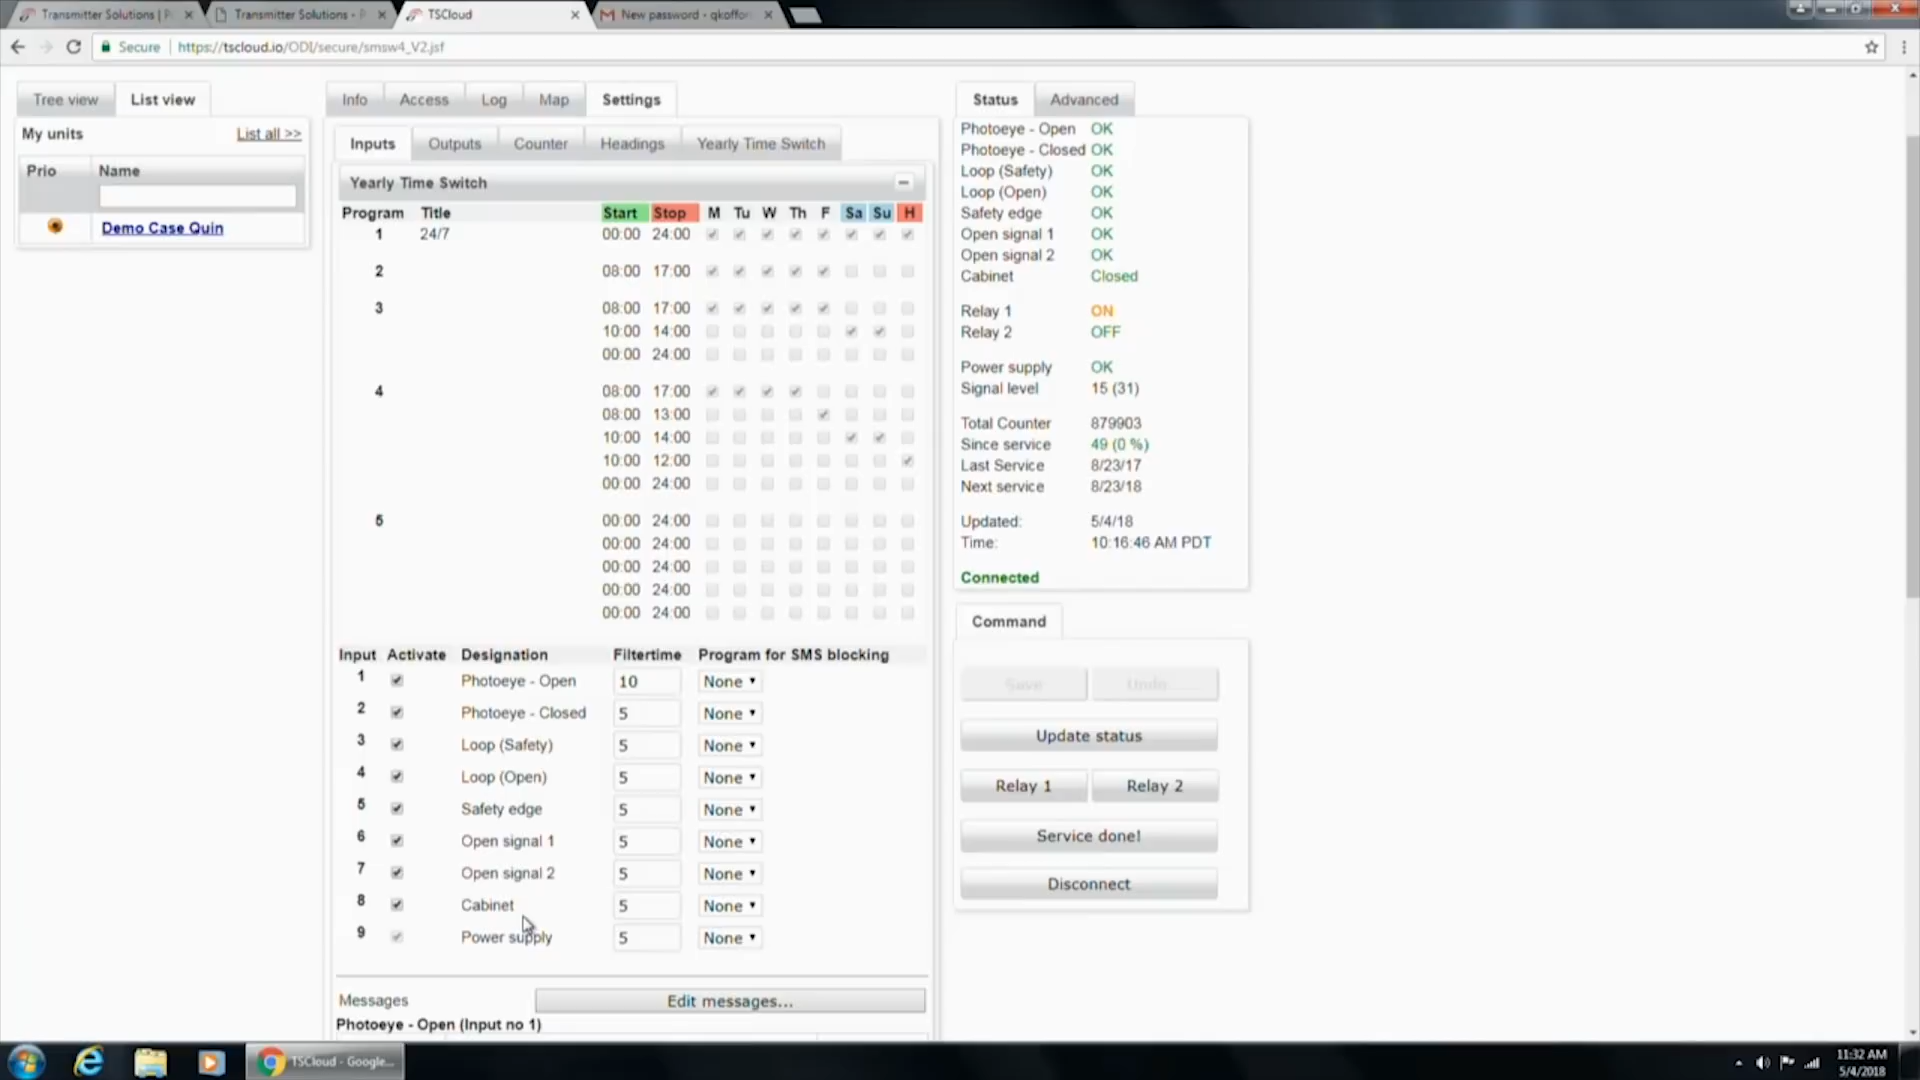 Transmitter Solutions | P
Transmitter Solutions - P
TSCloud
New password - qkoffor
Secure
https://tscloud.io/ODI/secure/smsw4_V2.jsf
Tree view List view
My units List all >>
Prio Name
Demo Case Quin
Info Access Log Map Settings
Inputs Outputs Counter Headings Yearly Time Switch
Yearly Time Switch
Program Title Start Stop M Tu W Th F Sa Su H
1 24/7 00:00 24:00
2 08:00 17:00
3 08:00 17:00
10:00 14:00
00:00 24:00
4 08:00 17:00
08:00 13:00
10:00 14:00
10:00 12:00
00:00 24:00
5 00:00 24:00
00:00 24:00
00:00 24:00
00:00 24:00
00:00 24:00
Input Activate Designation Filtertime Program for SMS blocking
1 Photoeye - Open 10 None
2 Photoeye - Closed 5 None
3 Loop (Safety) 5 None
4 Loop (Open) 5 None
5 Safety edge 5 None
6 Open signal 1 5 None
7 Open signal 2 5 None
8 Cabinet 5 None
9 Power supply 5 None
Messages Edit messages...
Photoeye - Open (Input no 1)
Status Advanced
Photoeye - Open OK
Photoeye - Closed OK
Loop (Safety) OK
Loop (Open) OK
Safety edge OK
Open signal 1 OK
Open signal 2 OK
Cabinet Closed
Relay 1 ON
Relay 2 OFF
Power supply OK
Signal level 15 (31)
Total Counter 879903
Since service 49 (0 %)
Last Service 8/23/17
Next service 8/23/18
Updated: 5/4/18
Time: 10:16:46 AM PDT
Connected
Command
Save Undo
Update status
Relay 1 Relay 2
Service done!
Disconnect
TSCloud - Google...
11:32 AM
5/4/2018